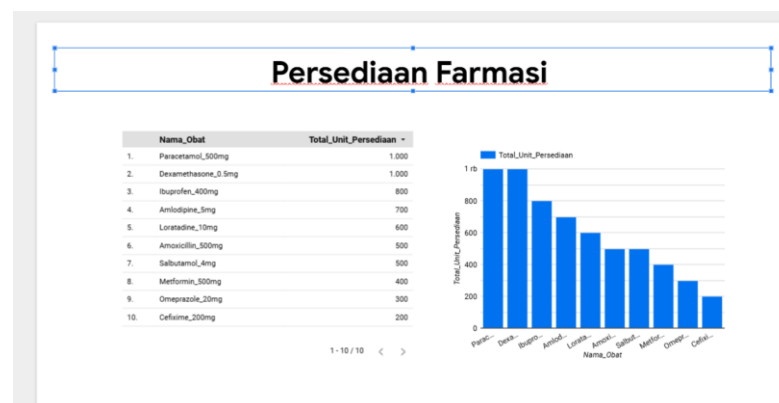 Persediaan Farmasi
Nama_Obat Total_Unit_Persediaan
1. Paracetamol_500mg 1.000
2. Dexamethasone_0.5mg 1.000
3. Ibuprofen_400mg 800
4. Amlodipine_5mg 700
5. Loratadine_10mg 600
6. Amoxicillin_500mg 500
7. Salbutamol_4mg 500
8. Metformin_500mg 400
9. Omeprazole_20mg 300
10. Cefixime_200mg 200
1 - 10 / 10
Total_Unit_Persediaan
Total_Unit_Persediaan
1 rb
800
600
400
200
0
Parac... Dexa... Ibupro... Amlod... Lorata... Amoxi... Salbut... Metfor... Omepr... Cefixi...
Nama_Obat